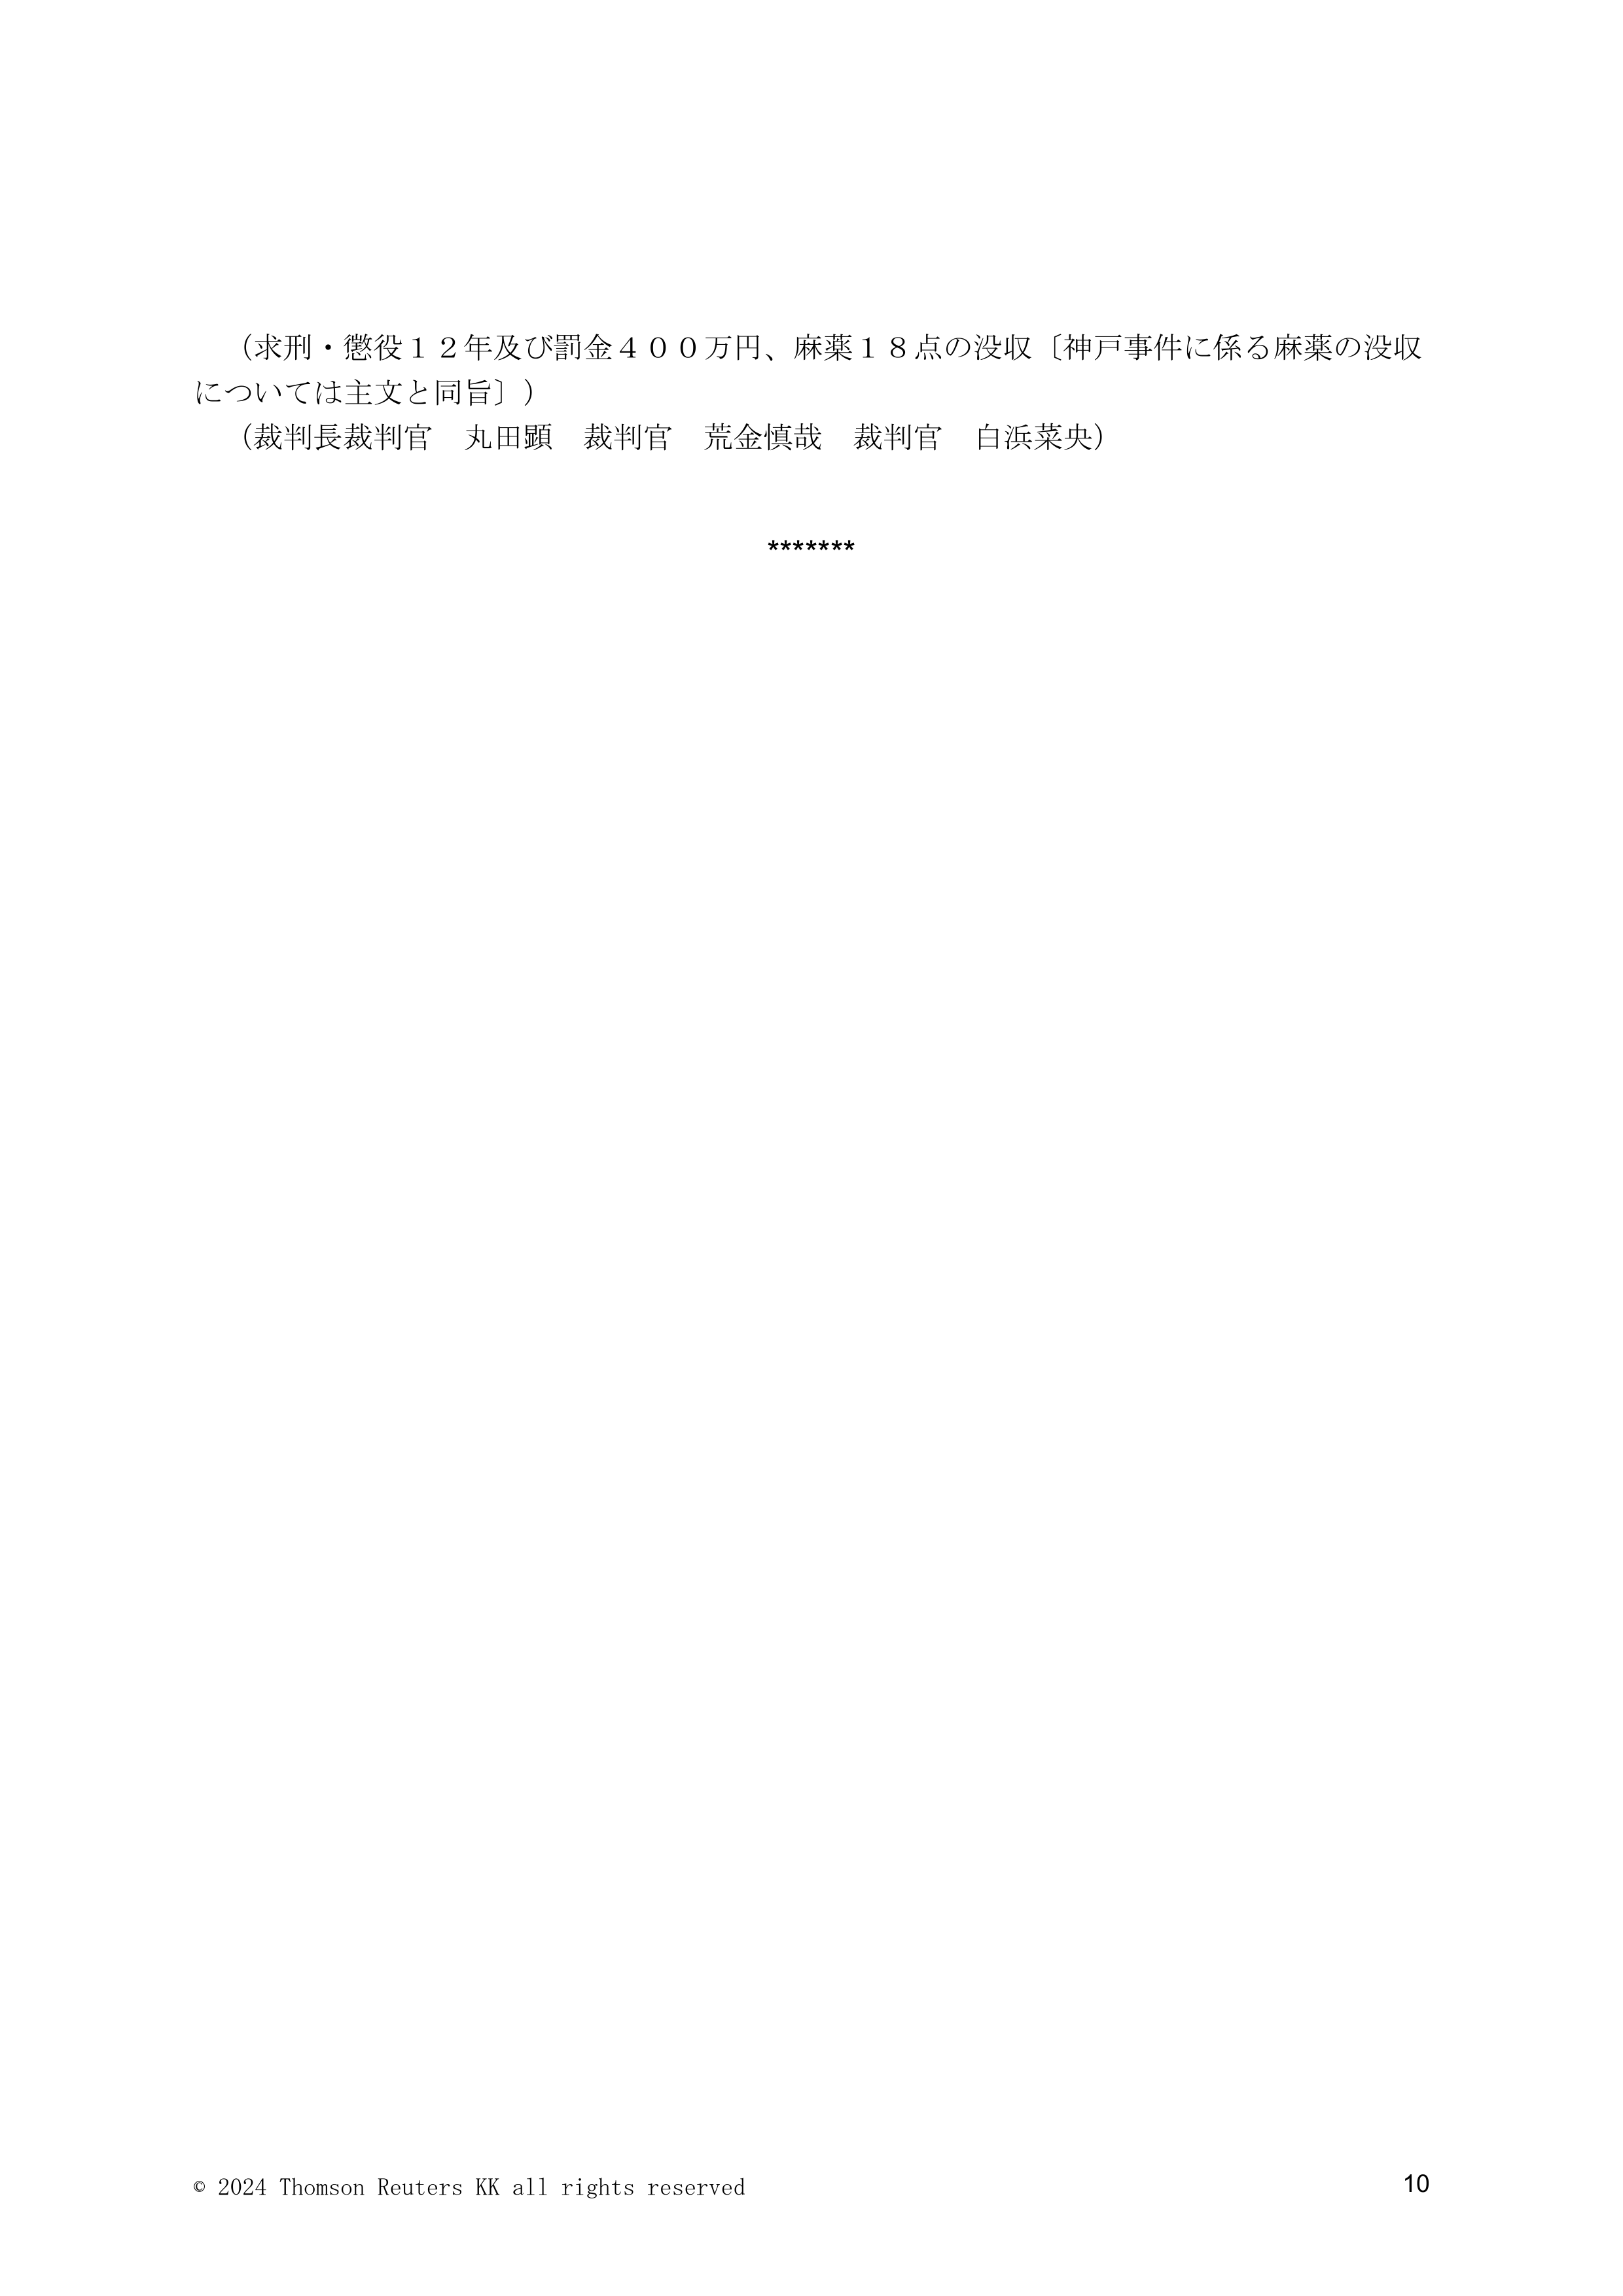 （求刑・懲役１２年及び罰金４００万円、麻薬１８点の没収〔神戸事件に係る麻薬の没収
については主文と同旨〕）
（裁判長裁判官　丸田顕　裁判官　荒金慎哉　裁判官　白浜菜央）
*******
© 2024 Thomson Reuters KK all rights reserved
10